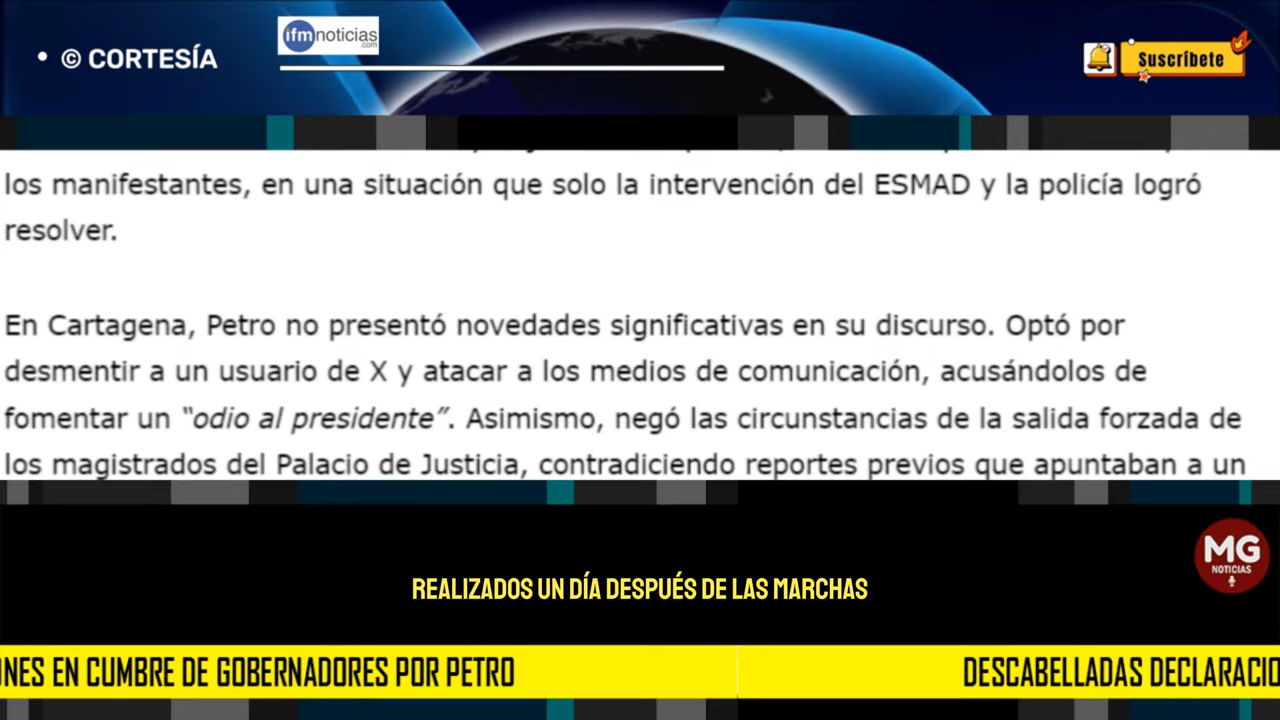 • © CORTESÍA
ifmnoticias
.com
Suscríbete
los manifestantes, en una situación que solo la intervención del ESMAD y la policía logró
resolver.
En Cartagena, Petro no presentó novedades significativas en su discurso. Optó por
desmentir a un usuario de X y atacar a los medios de comunicación, acusándolos de
fomentar un “odio al presidente”. Asimismo, negó las circunstancias de la salida forzada de
los magistrados del Palacio de Justicia, contradiciendo reportes previos que apuntaban a un
MG
NOTICIAS
REALIZADOS UN DÍA DESPUÉS DE LAS MARCHAS
ONES EN CUMBRE DE GOBERNADORES POR PETRO
DESCABELLADAS DECLARACIO